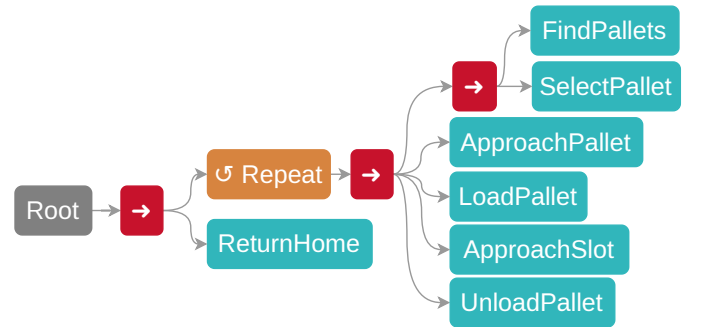 FindPallets
➜ SelectPallet
ApproachPallet
↺ Repeat ➜
LoadPallet
Root ➜
ReturnHome
ApproachSlot
UnloadPallet